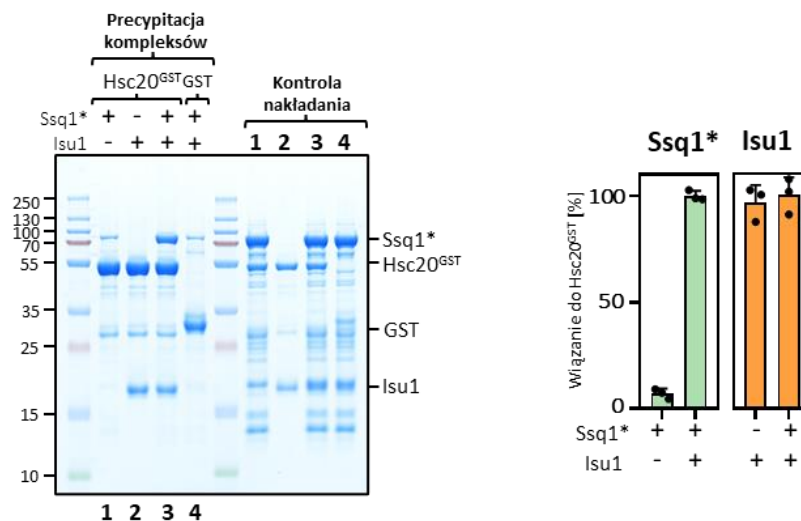 Precypitacja
kompleksów
Hsc20ᴳˢᵀ GST
Ssq1* + - + +
Isu1 - + + +
Kontrola
nakładania
1 2 3 4
250
130
100
70
55
35
25
15
10
Ssq1*
Hsc20ᴳˢᵀ
GST
Isu1
1 2 3 4
Ssq1* Isu1
Wiązanie do Hsc20ᴳˢᵀ [%]
100
50
0
Ssq1* + + - +
Isu1 - + + +